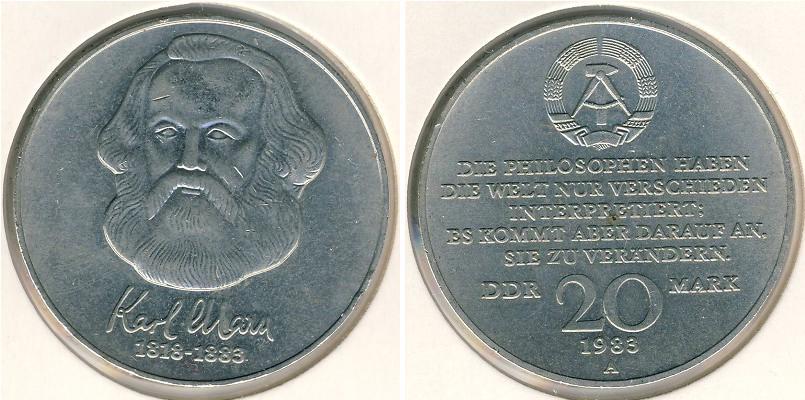 Karl Marx
1818-1883
DIE PHILOSOPHEN HABEN
DIE WELT NUR VERSCHIEDEN
INTERPRETIERT;
ES KOMMT ABER DARAUF AN,
SIE ZU VERÄNDERN.
DDR 20 MARK
1983
A